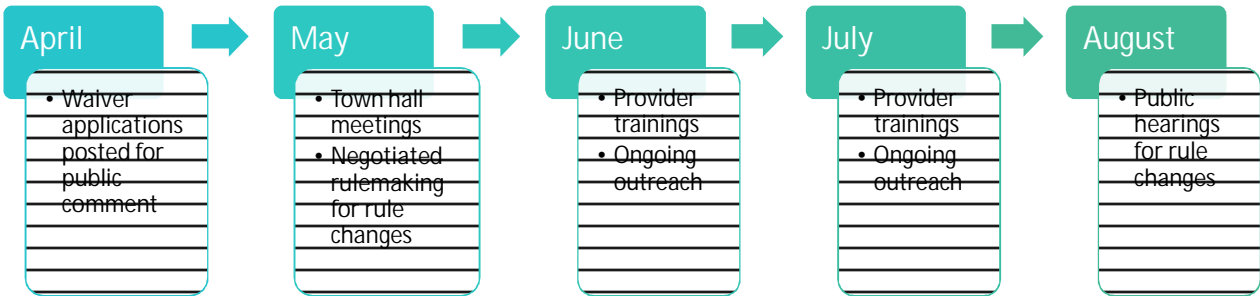 April
• Waiver
applications
posted for
public
comment
May
• Town hall
meetings
• Negotiated
rulemaking
for rule
changes
June
• Provider
trainings
• Ongoing
outreach
July
• Provider
trainings
• Ongoing
outreach
August
• Public
hearings
for rule
changes